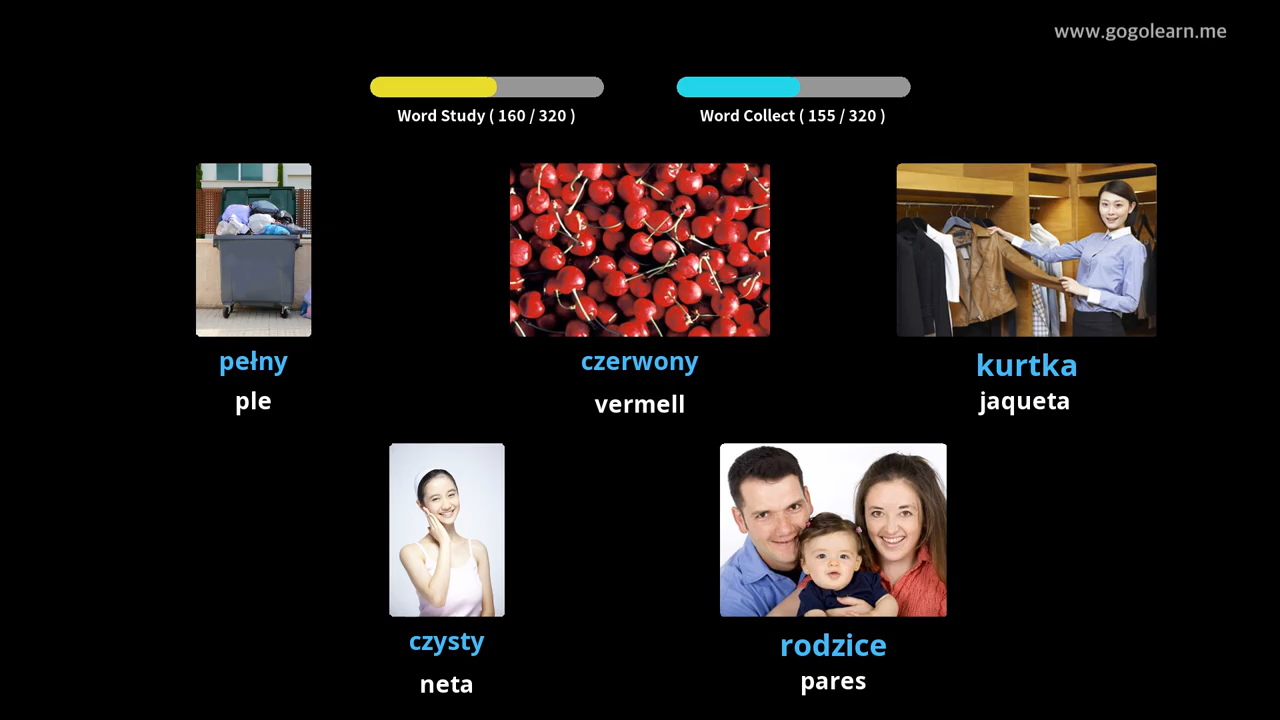 www.gogolearn.me
Word Study ( 160 / 320 )
Word Collect ( 155 / 320 )
pełny
ple
czerwony
vermell
kurtka
jaqueta
czysty
neta
rodzice
pares